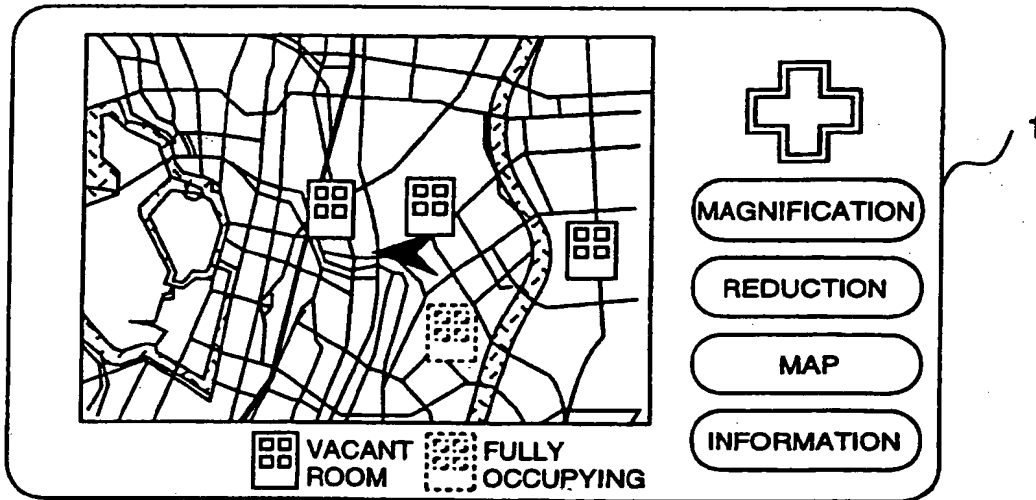 MAGNIFICATION
REDUCTION
MAP
INFORMATION
VACANT
ROOM
FULLY
OCCUPYING